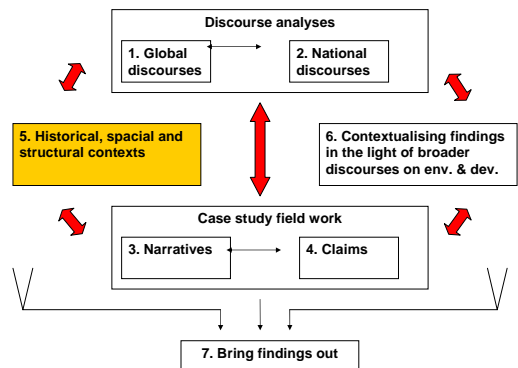 Discourse analyses
1. Global
discourses
2. National
discourses
5. Historical, spacial and
structural contexts
6. Contextualising findings
in the light of broader
discourses on env. & dev.
Case study field work
3. Narratives
4. Claims
7. Bring findings out